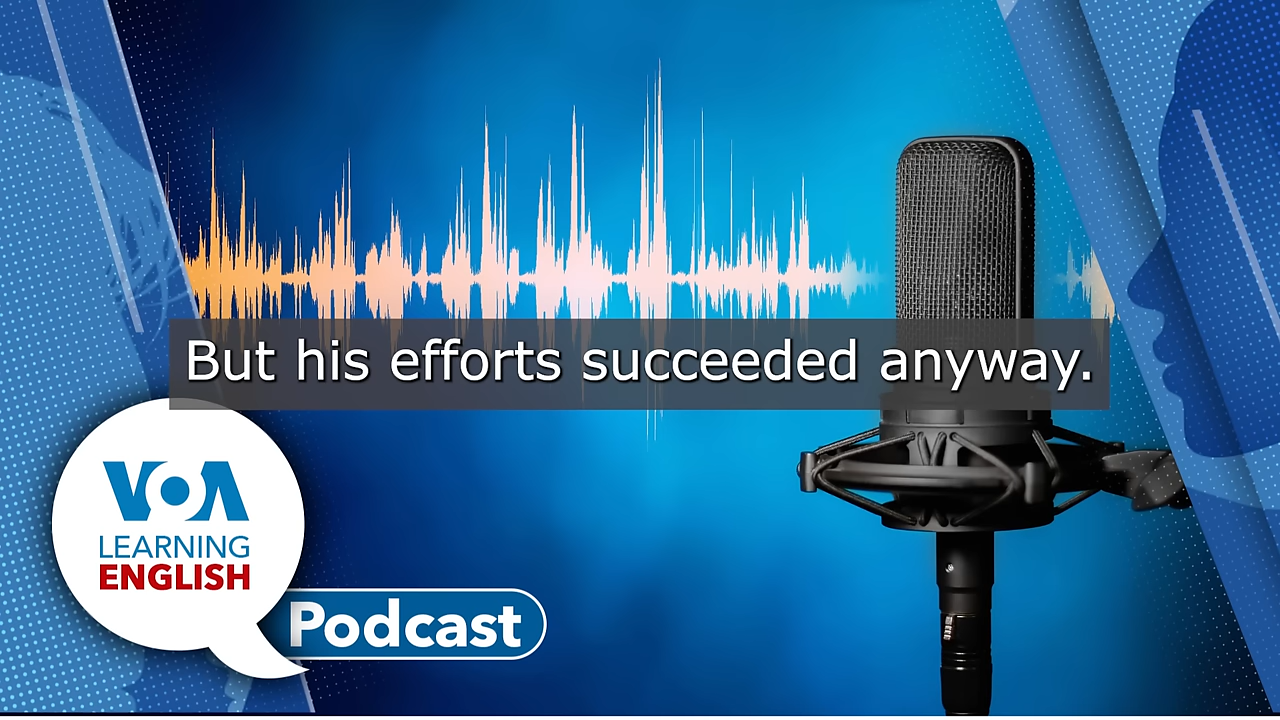 But his efforts succeeded anyway.
VOA
LEARNING
ENGLISH
Podcast